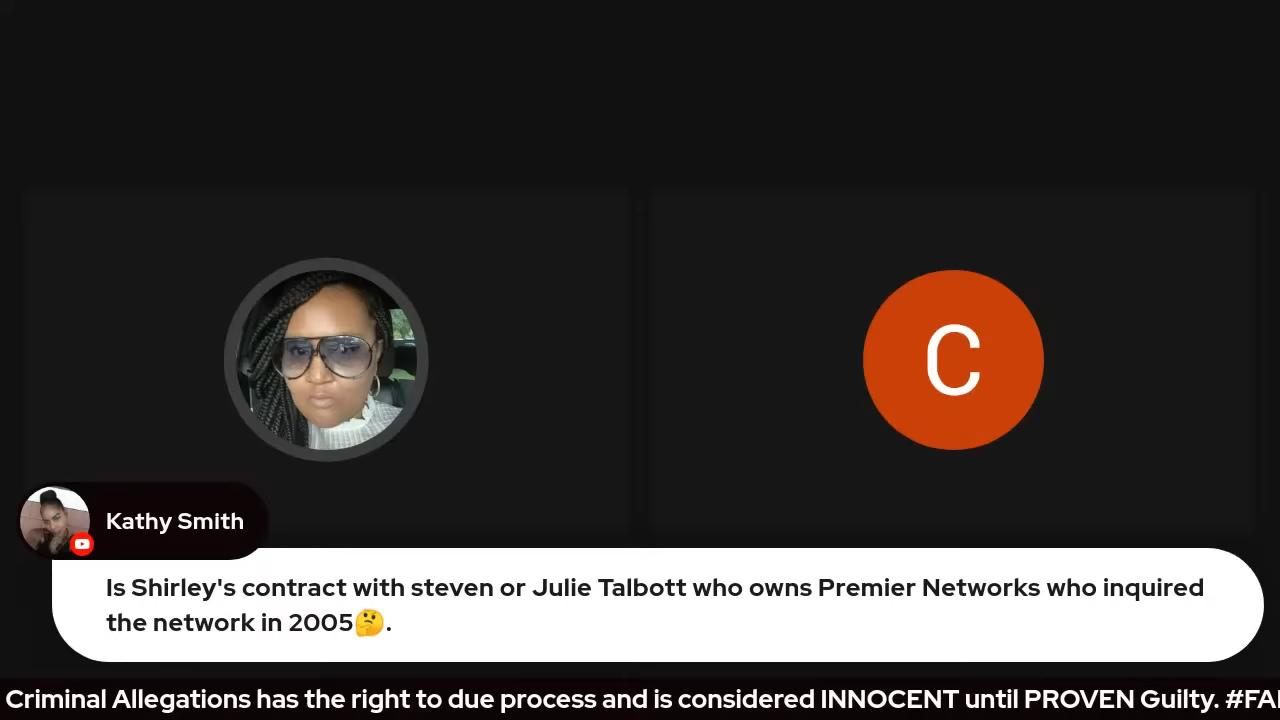 C
Kathy Smith
Is Shirley's contract with steven or Julie Talbott who owns Premier Networks who inquired
the network in 2005🤔.
Criminal Allegations has the right to due process and is considered INNOCENT until PROVEN Guilty. #FA